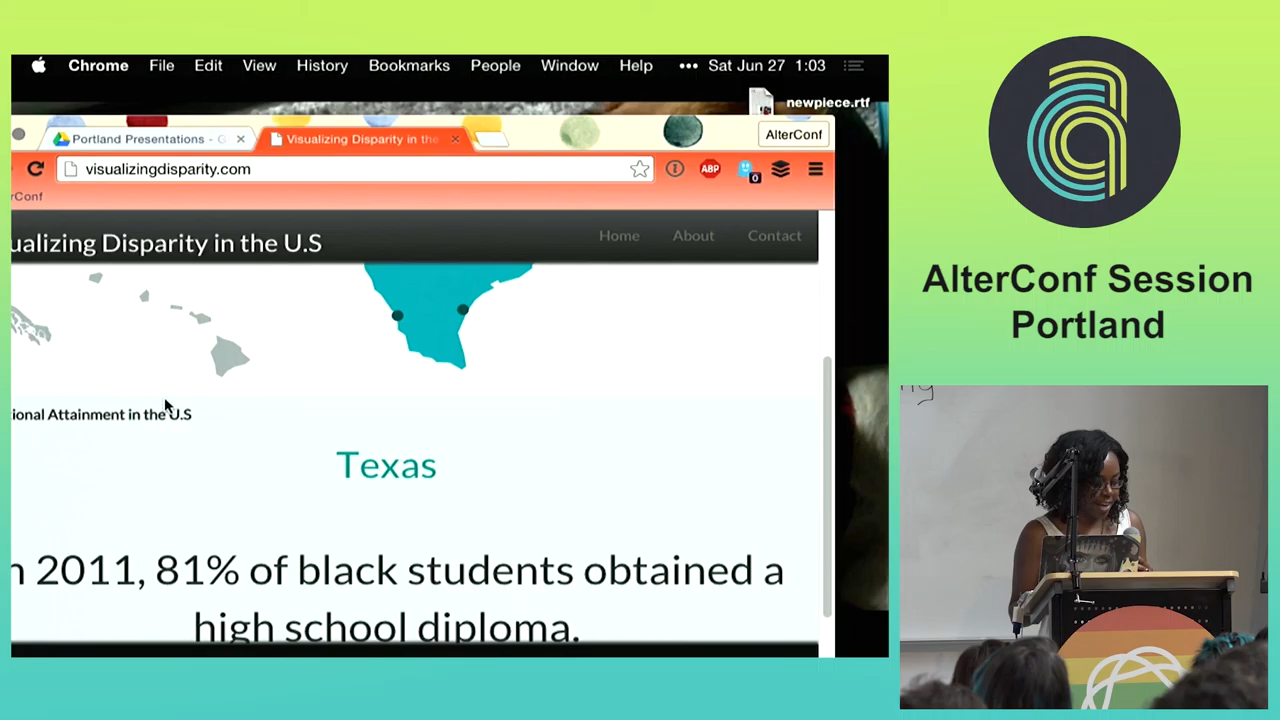 Chrome File Edit View History Bookmarks People Window Help ••• Sat Jun 27 1:03
newpiece.rtf
Portland Presentations - G
Visualizing Disparity in the
AlterConf
visualizingdisparity.com
ABP
0
rConf
ualizing Disparity in the U.S
Home About Contact
ional Attainment in the U.S
Texas
n 2011, 81% of black students obtained a
high school diploma.
AlterConf Session
Portland
ng